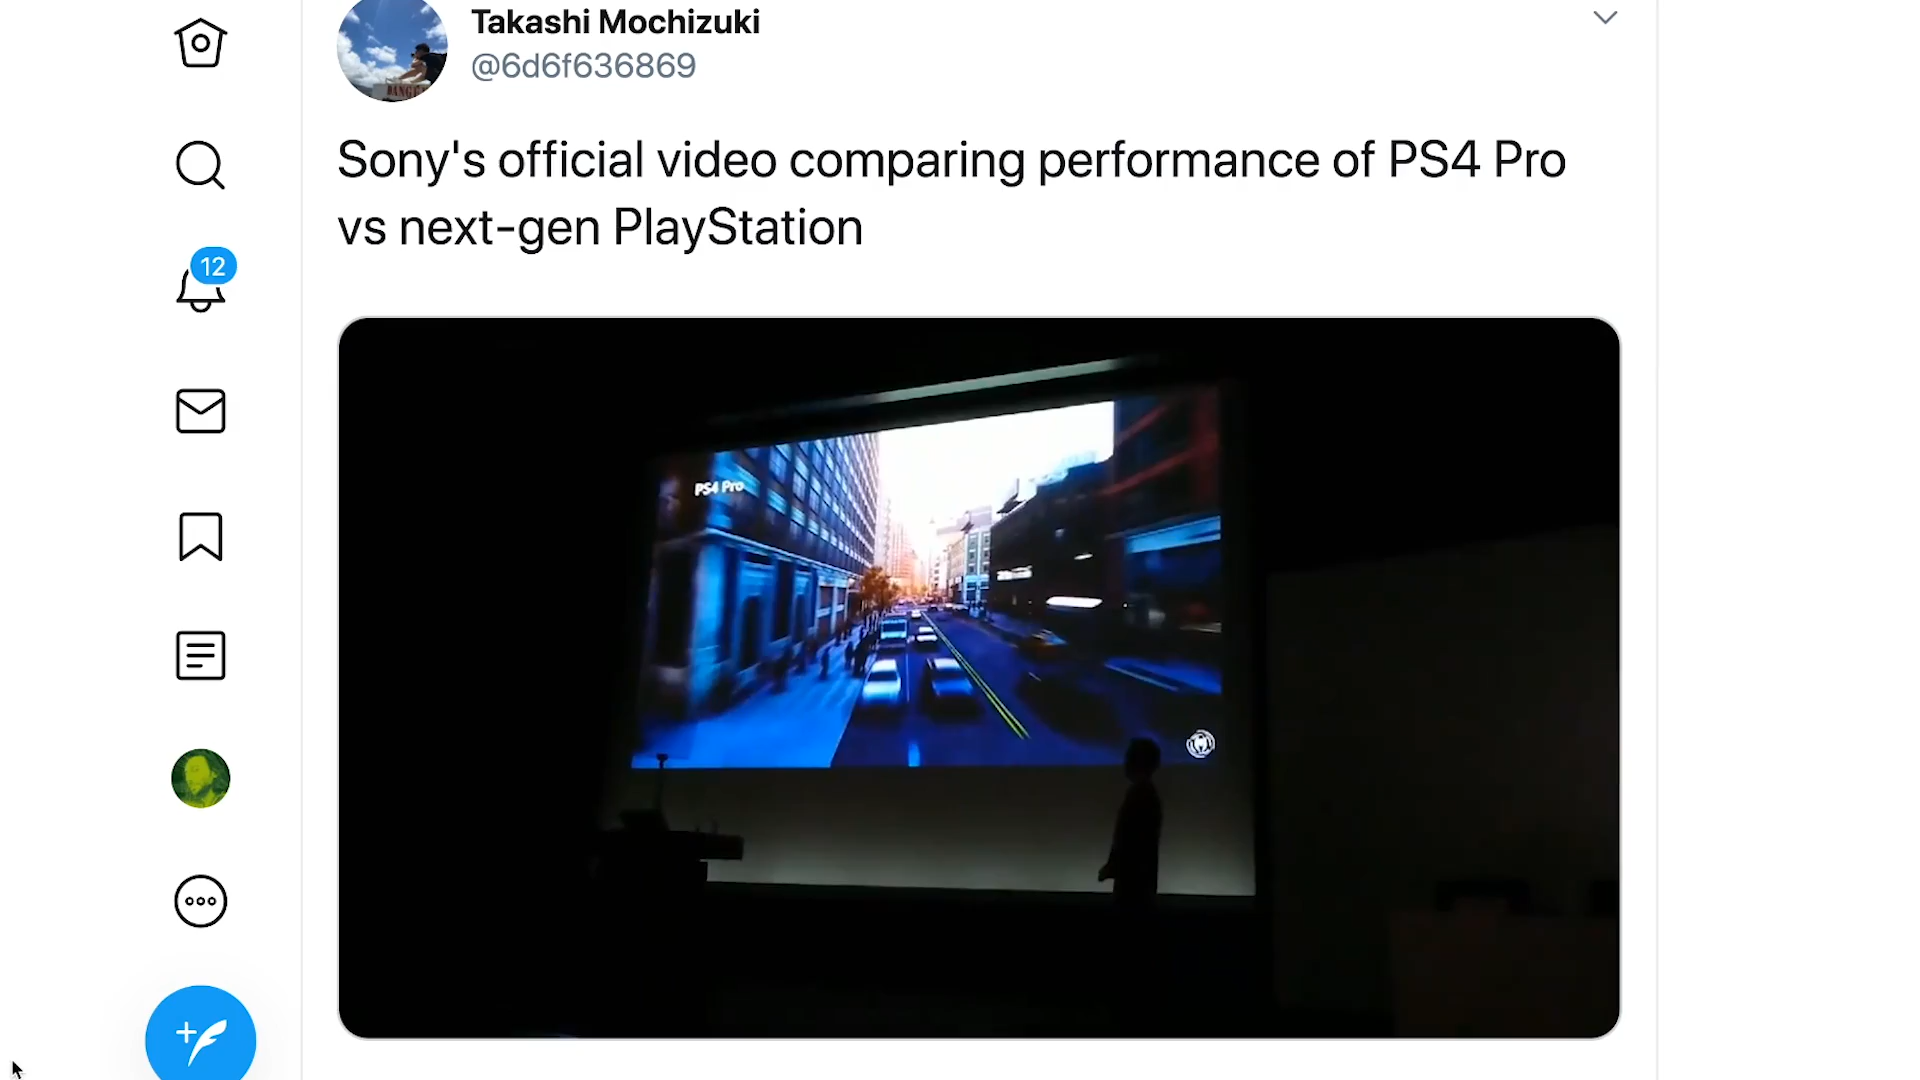 Takashi Mochizuki
@6d6f636869
Sony's official video comparing performance of PS4 Pro
vs next-gen PlayStation
12
PS4 Pro